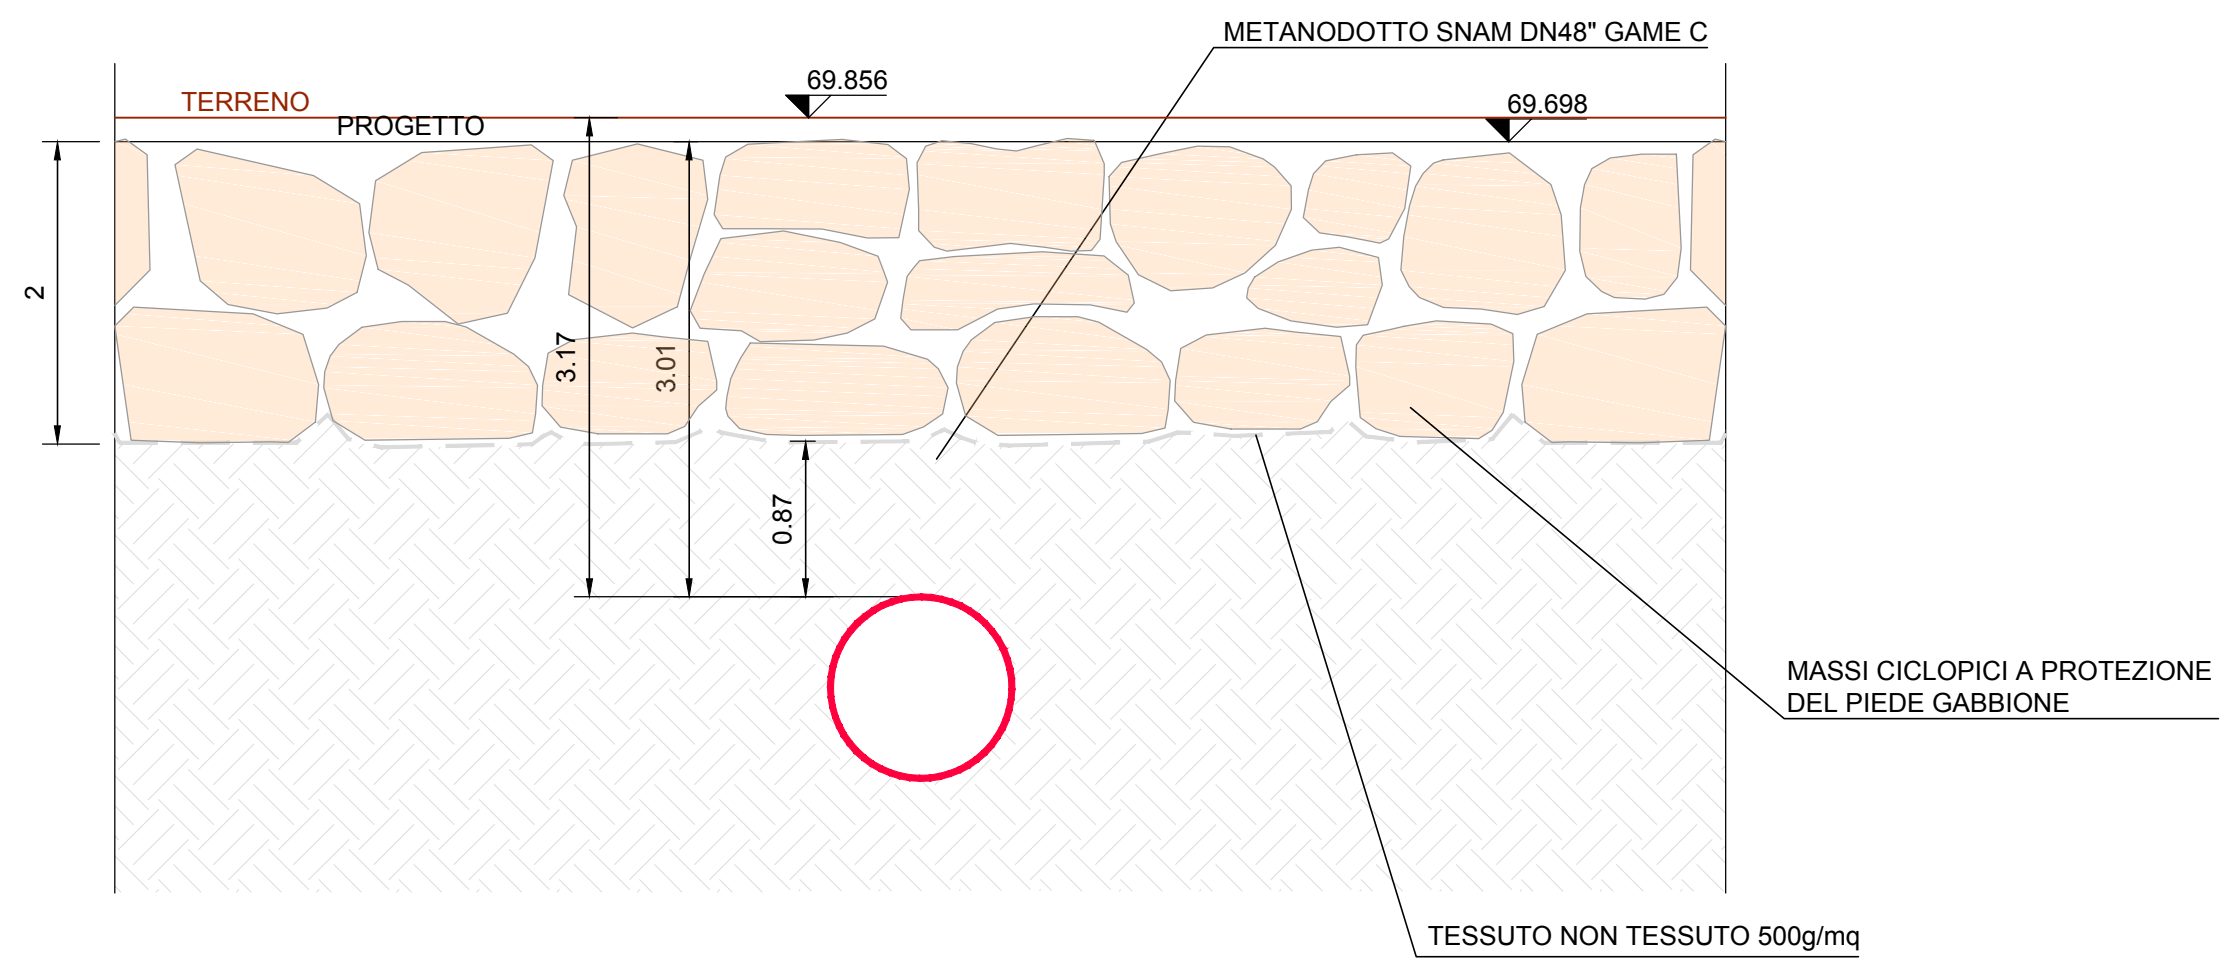 METANODOTTO SNAM DN48" GAME C
69.856
TERRENO
69.698
PROGETTO
2
3.17
3.01
0.87
MASSI CICLOPICI A PROTEZIONE
DEL PIEDE GABBIONE
TESSUTO NON TESSUTO 500g/mq